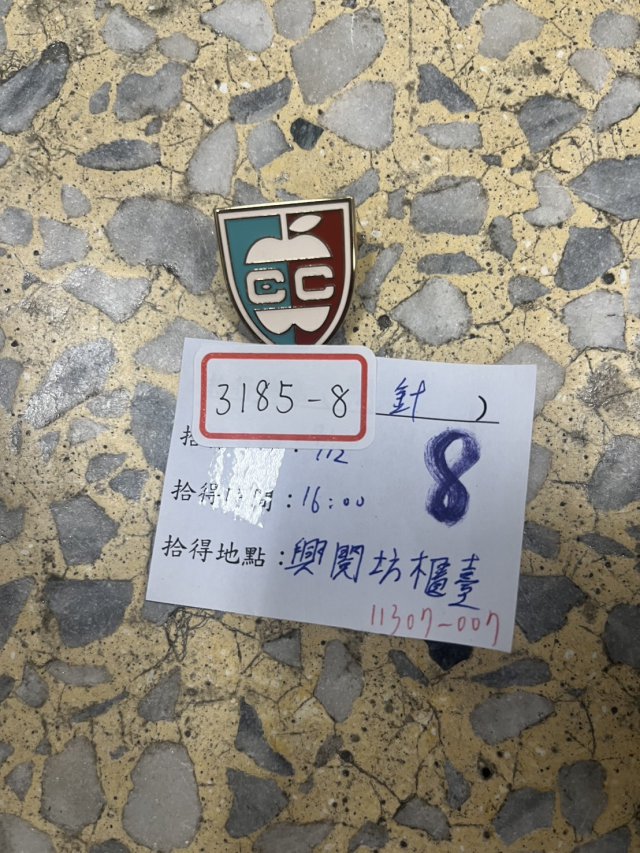 CC
3185-8
針 )
拾 : 112
拾得時間:16:00
8
拾得地點:興閱坊櫃臺
11307-007